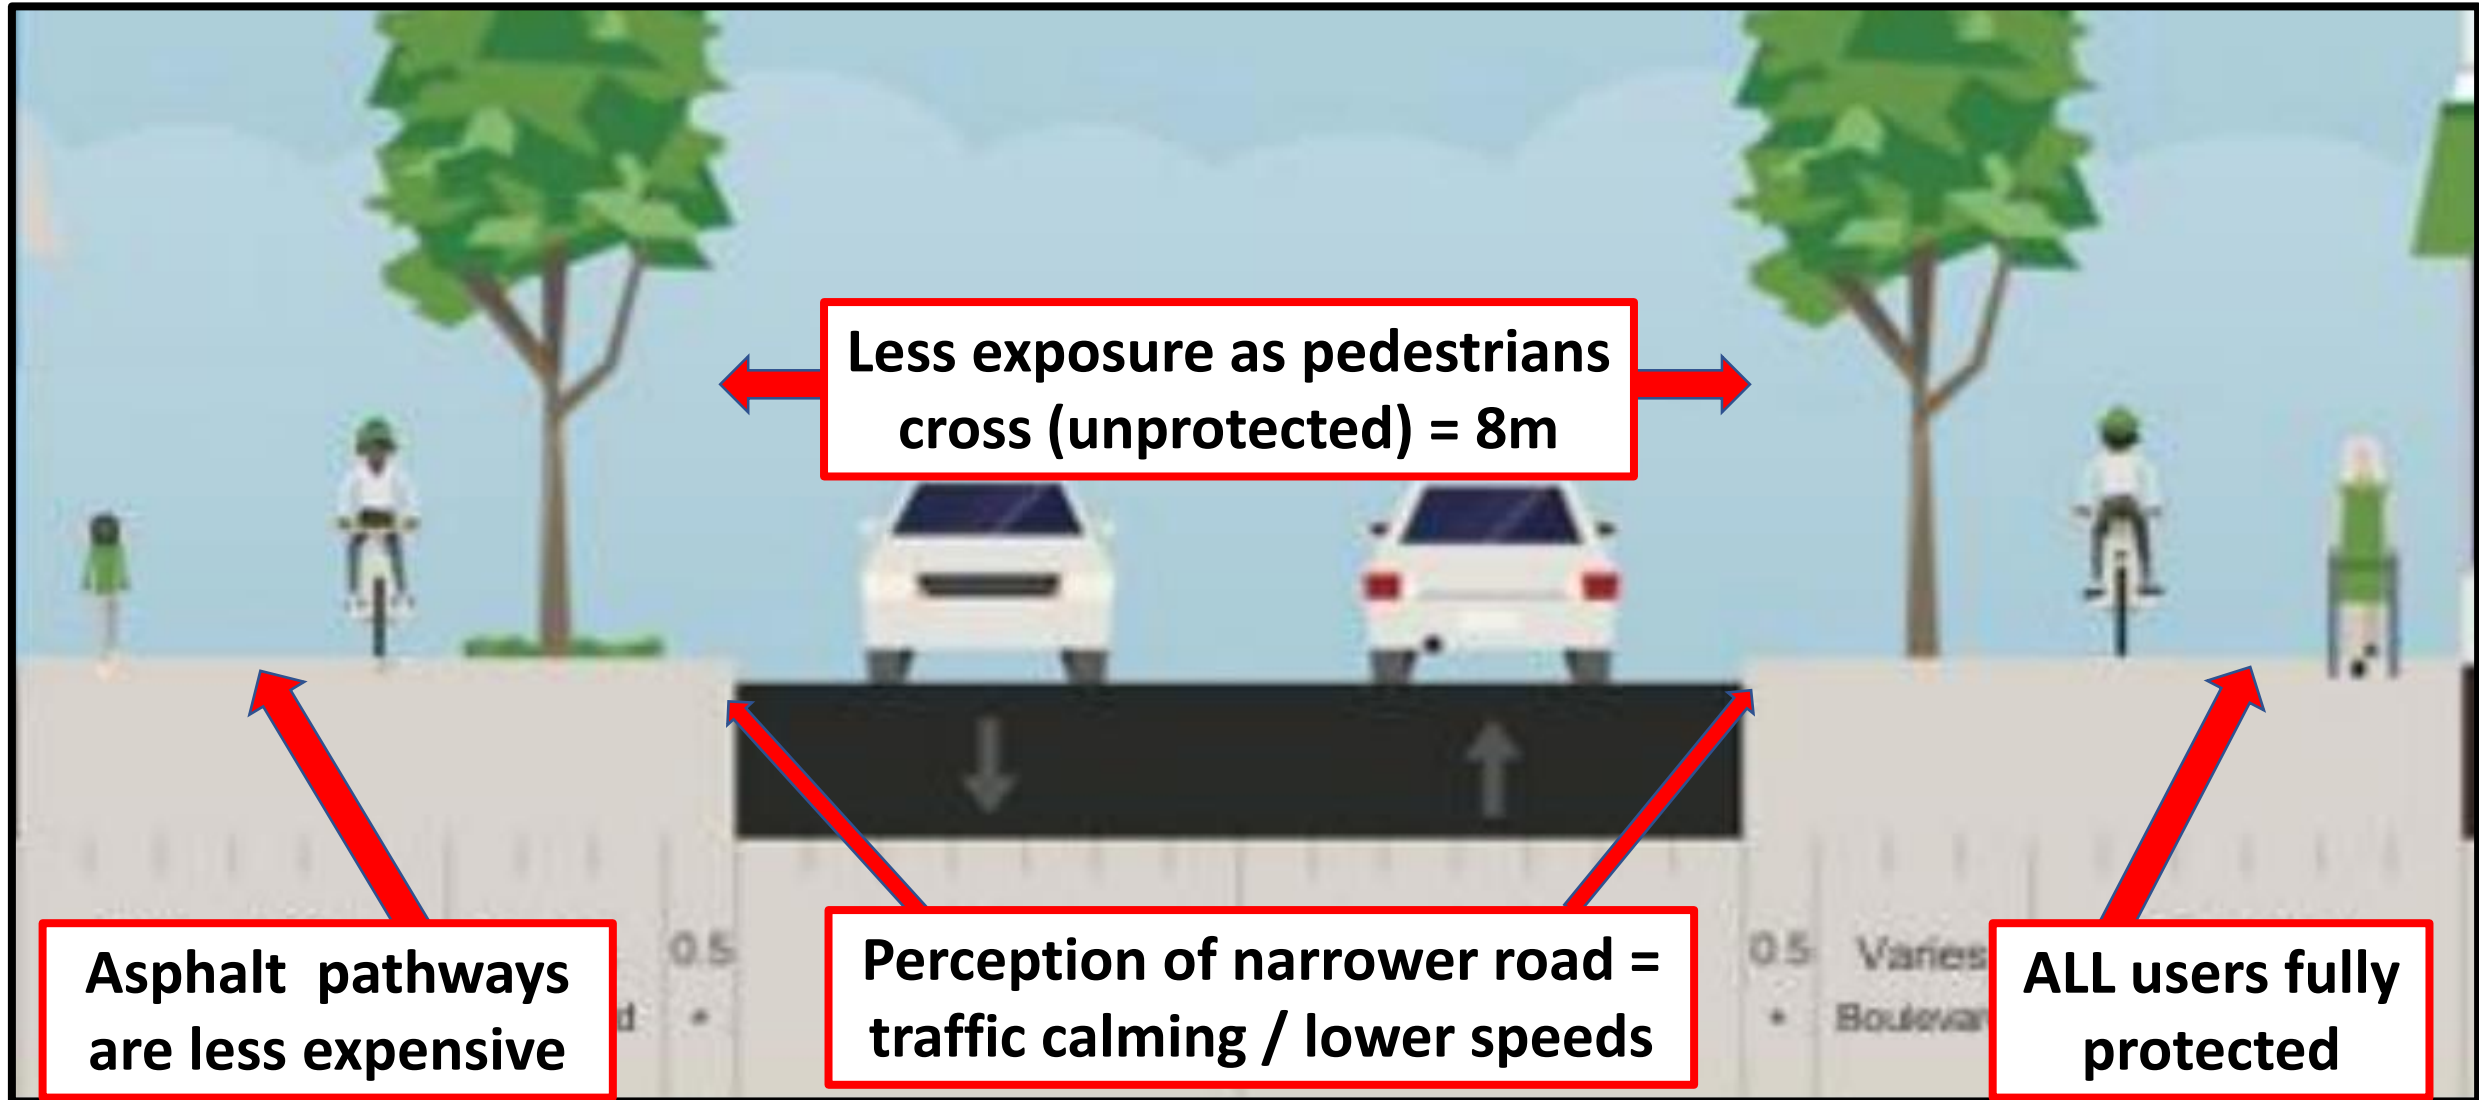 Less exposure as pedestrians
cross (unprotected) = 8m
0.5
0.5
Varies
Boulevar
d
Asphalt  pathways
are less expensive
Perception of narrower road =
traffic calming / lower speeds
ALL users fully
protected